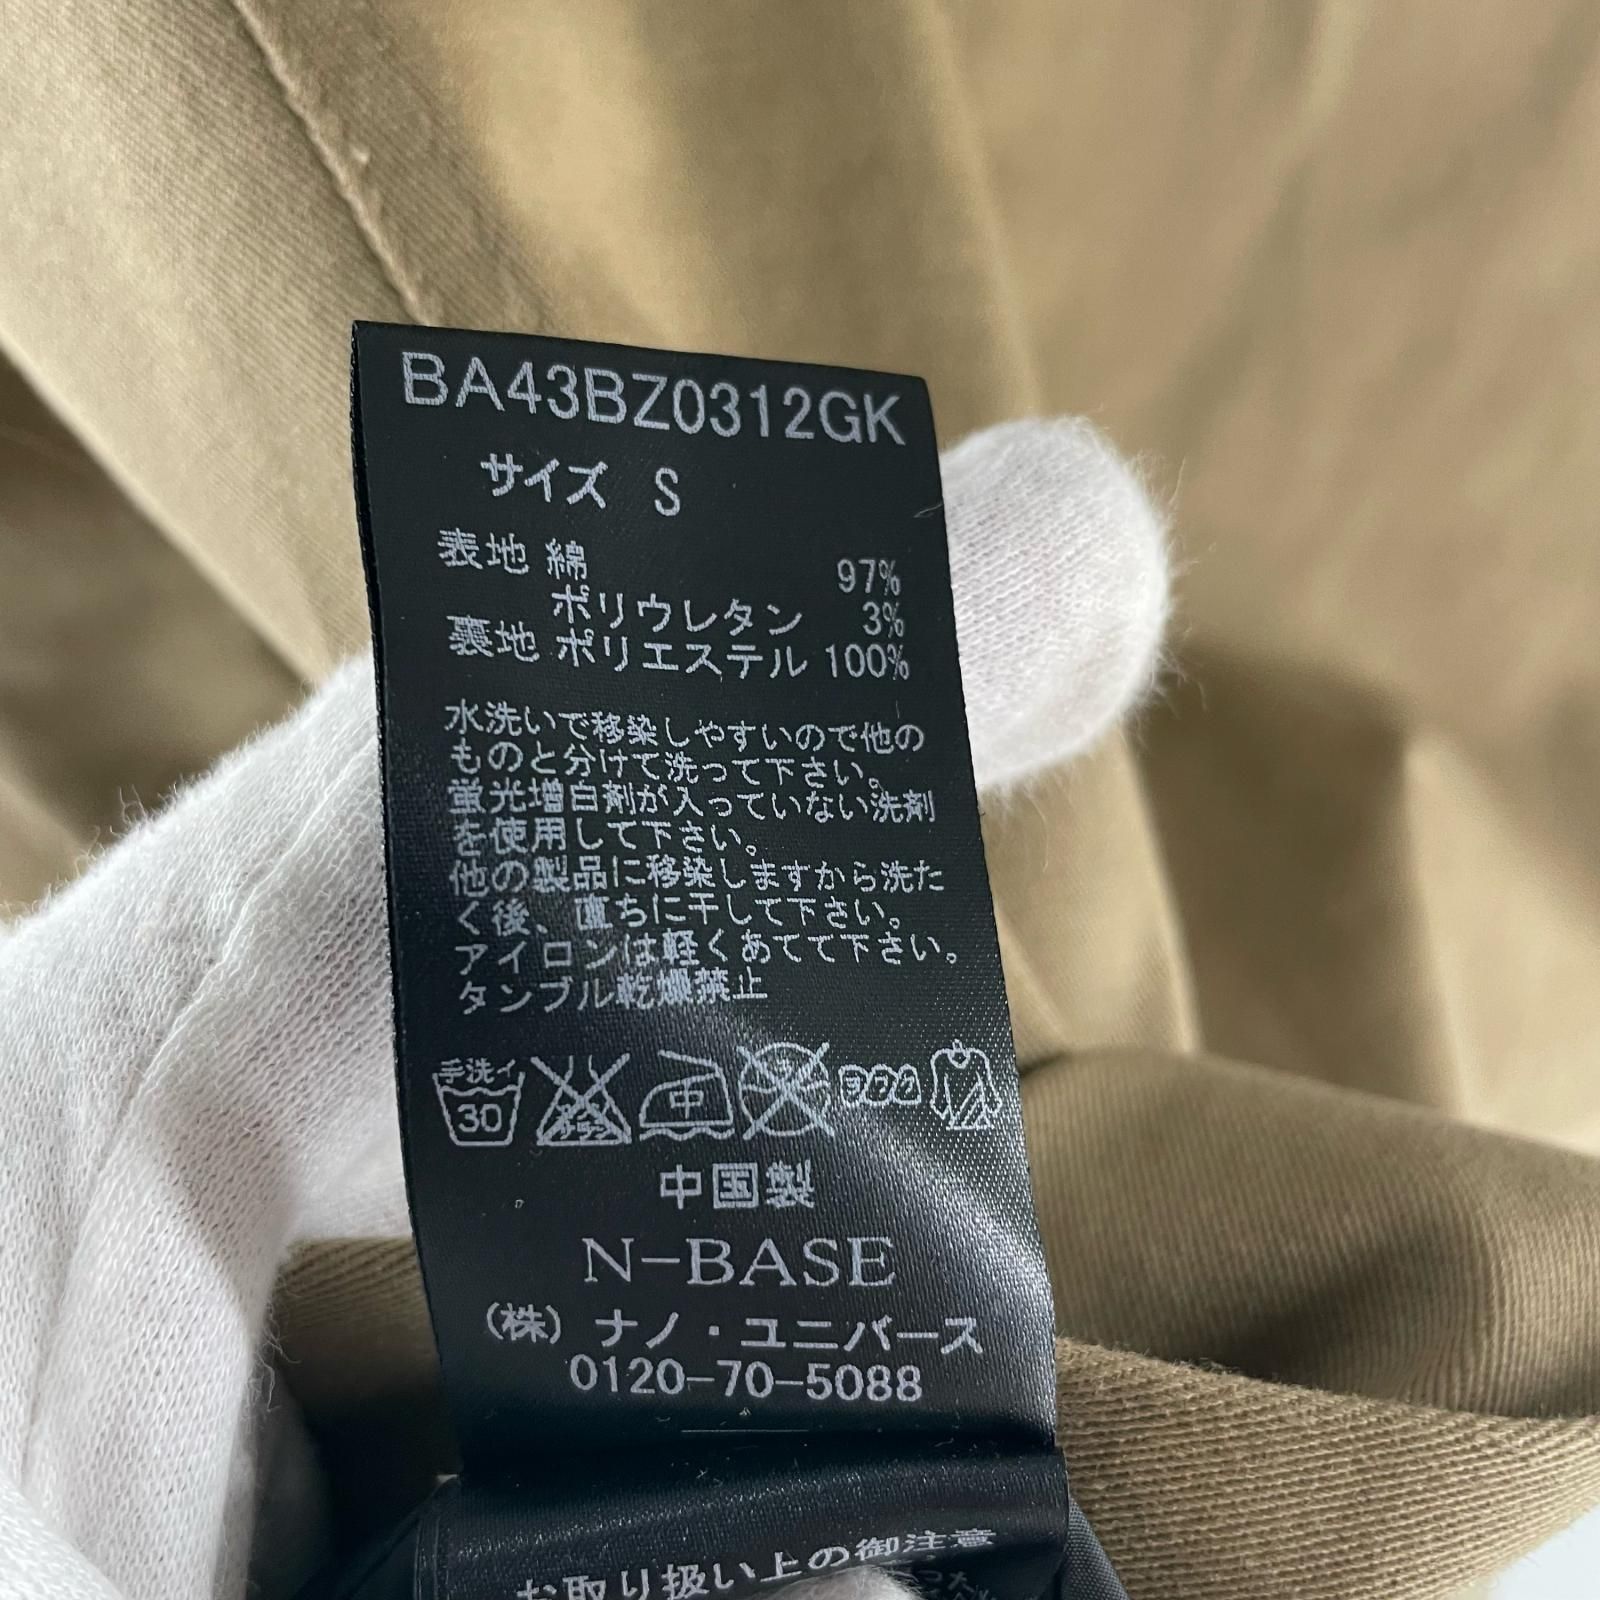 BA43BZ0312GK
サイズ S
表地 綿 97%
ポリウレタン 3%
裏地 ポリエステル 100%
水洗いで移染しやすいので他の
ものと分けて洗って下さい。
蛍光増白剤が入っていない洗剤
を使用して下さい。
他の製品に移染しますから洗た
く後、直ちに干して下さい。
アイロンは軽くあてて下さい。
タンブル乾燥禁止
手洗イ
30 中 ヨワク
中国製
N-BASE
(株) ナノ・ユニバース
0120-70-5088
お取り扱い上の御注意